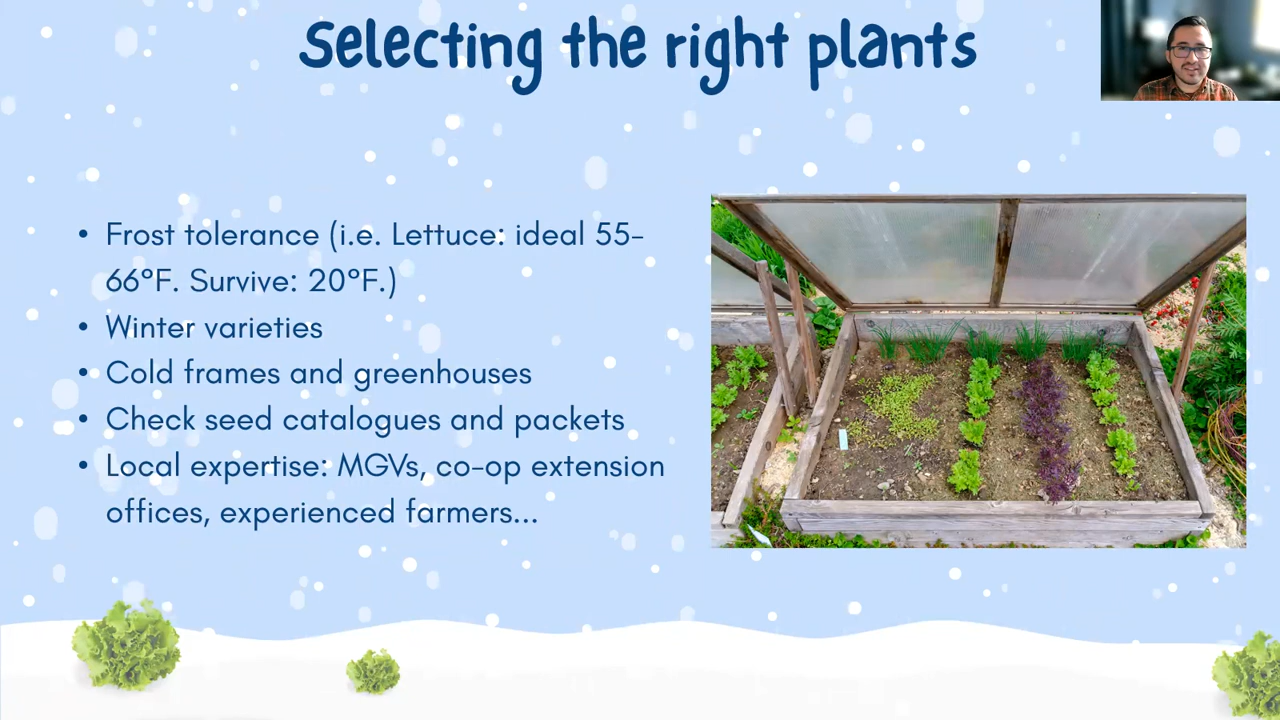 Selecting the right plants
• Frost tolerance (i.e. Lettuce: ideal 55-
66°F. Survive: 20°F.)
• Winter varieties
• Cold frames and greenhouses
• Check seed catalogues and packets
• Local expertise: MGVs, co-op extension
offices, experienced farmers...